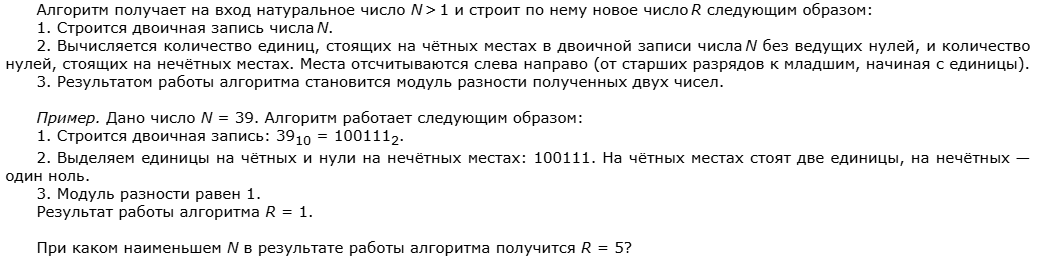 Алгоритм получает на вход натуральное число N > 1 и строит по нему новое число R следующим образом:
1. Строится двоичная запись числа N.
2. Вычисляется количество единиц, стоящих на чётных местах в двоичной записи числа N без ведущих нулей, и количество
нулей, стоящих на нечётных местах. Места отсчитываются слева направо (от старших разрядов к младшим, начиная с единицы).
3. Результатом работы алгоритма становится модуль разности полученных двух чисел.
Пример. Дано число N = 39. Алгоритм работает следующим образом:
1. Строится двоичная запись: 39₁₀ = 100111₂.
2. Выделяем единицы на чётных и нули на нечётных местах: 100111. На чётных местах стоят две единицы, на нечётных —
один ноль.
3. Модуль разности равен 1.
Результат работы алгоритма R = 1.
При каком наименьшем N в результате работы алгоритма получится R = 5?